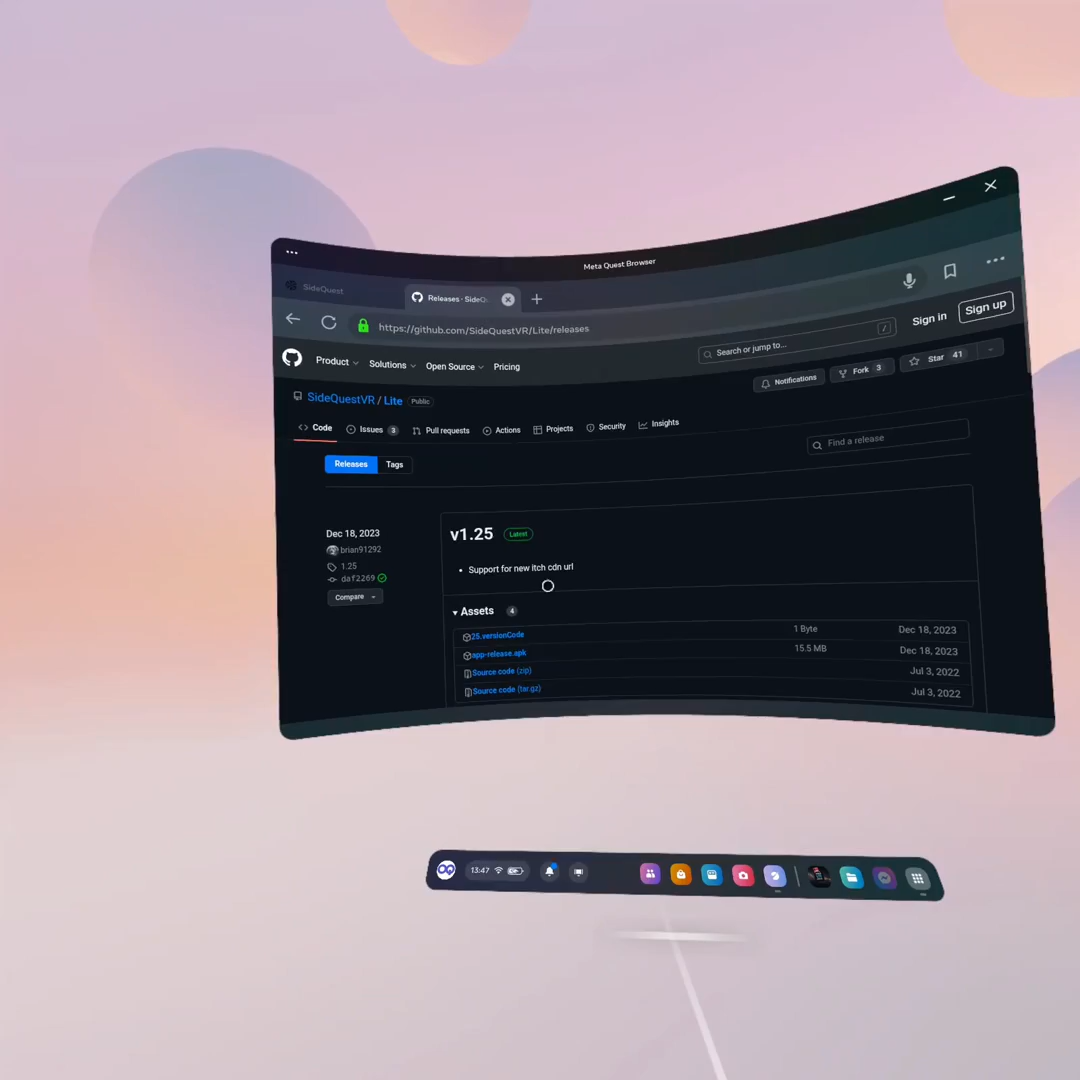 Meta Quest Browser
SideQuest
Releases · SideQu
https://github.com/SideQuestVR/Lite/releases
Product
Solutions
Open Source
Pricing
Search or jump to...
/
Sign in
Sign up
SideQuestVR / Lite
Public
Notifications
Fork 3
Star 41
Code
Issues 3
Pull requests
Actions
Projects
Security
Insights
Releases
Tags
Find a release
Dec 18, 2023
brian91292
1.25
daf2269
Compare
v1.25
Latest
• Support for new itch cdn url
Assets 4
25.versionCode 1 Byte Dec 18, 2023
app-release.apk 15.5 MB Dec 18, 2023
Source code (zip) Jul 3, 2022
Source code (tar.gz) Jul 3, 2022
13:47